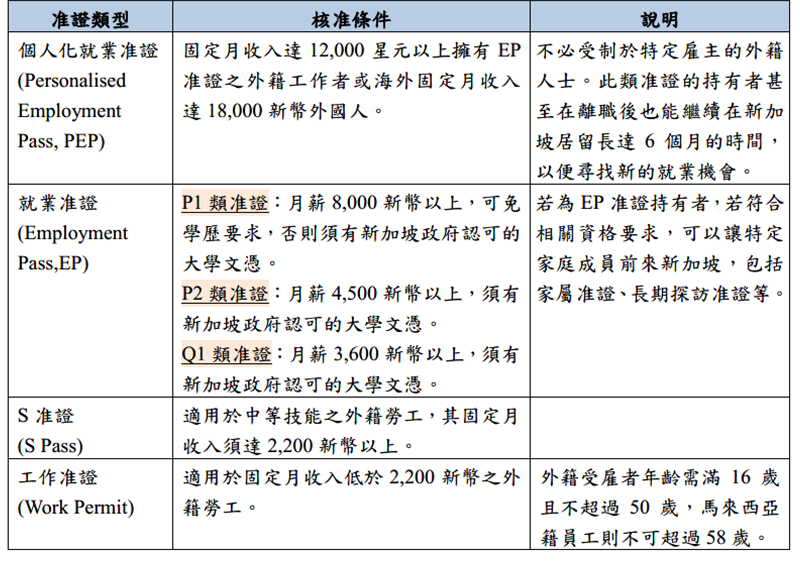 准證類型
核准條件
說明
個人化就業准證
(Personalised
Employment
Pass, PEP)
固定月收入達 12,000 星元以上擁有 EP
准證之外籍工作者或海外固定月收入
達 18,000 新幣外國人。
不必受制於特定雇主的外籍
人士。此類准證的持有者甚
至在離職後也能繼續在新加
坡居留長達 6 個月的時間，
以便尋找新的就業機會。
就業准證
(Employment
Pass,EP)
P1 類准證：月薪 8,000 新幣以上，可免
學歷要求，否則須有新加坡政府認可的
大學文憑。
P2 類准證：月薪 4,500 新幣以上，須有
新加坡政府認可的大學文憑。
Q1 類准證：月薪 3,600 新幣以上，須有
新加坡政府認可的大學文憑。
若為 EP 准證持有者，若符合
相關資格要求，可以讓特定
家庭成員前來新加坡，包括
家屬准證、長期探訪准證等。
S 准證
(S Pass)
適用於中等技能之外籍勞工，其固定月
收入須達 2,200 新幣以上。
工作准證
(Work Permit)
適用於固定月收入低於 2,200 新幣之外
籍勞工。
外籍受雇者年齡需滿 16 歲
且不超過 50 歲，馬來西亞
籍員工則不可超過 58 歲。